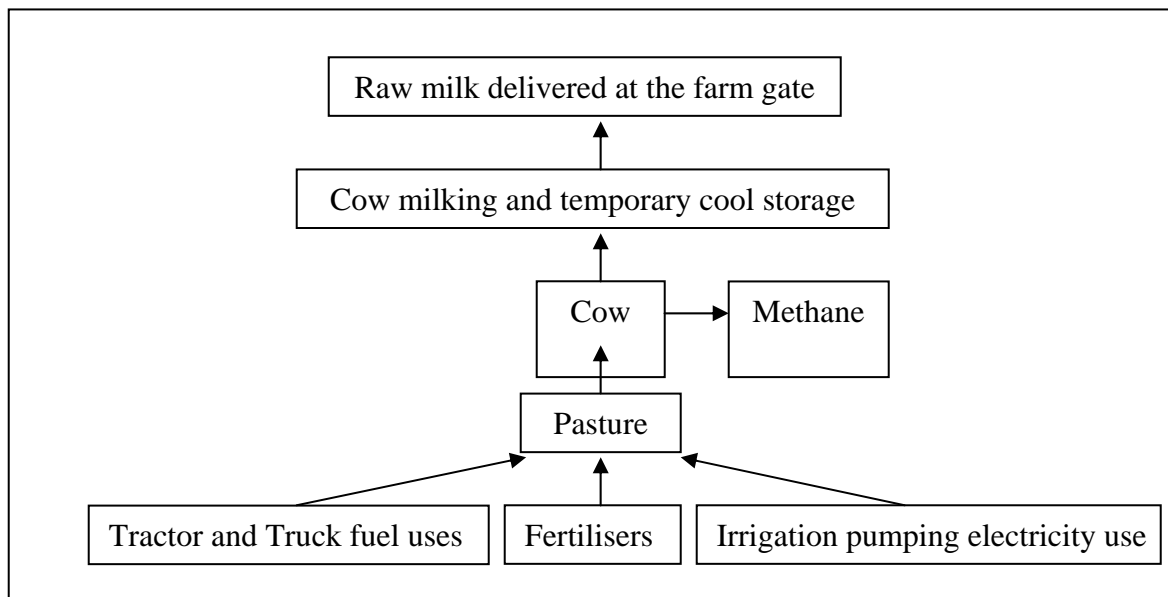 Raw milk delivered at the farm gate
Cow milking and temporary cool storage
Cow
Methane
Pasture
Tractor and Truck fuel uses
Fertilisers
Irrigation pumping electricity use